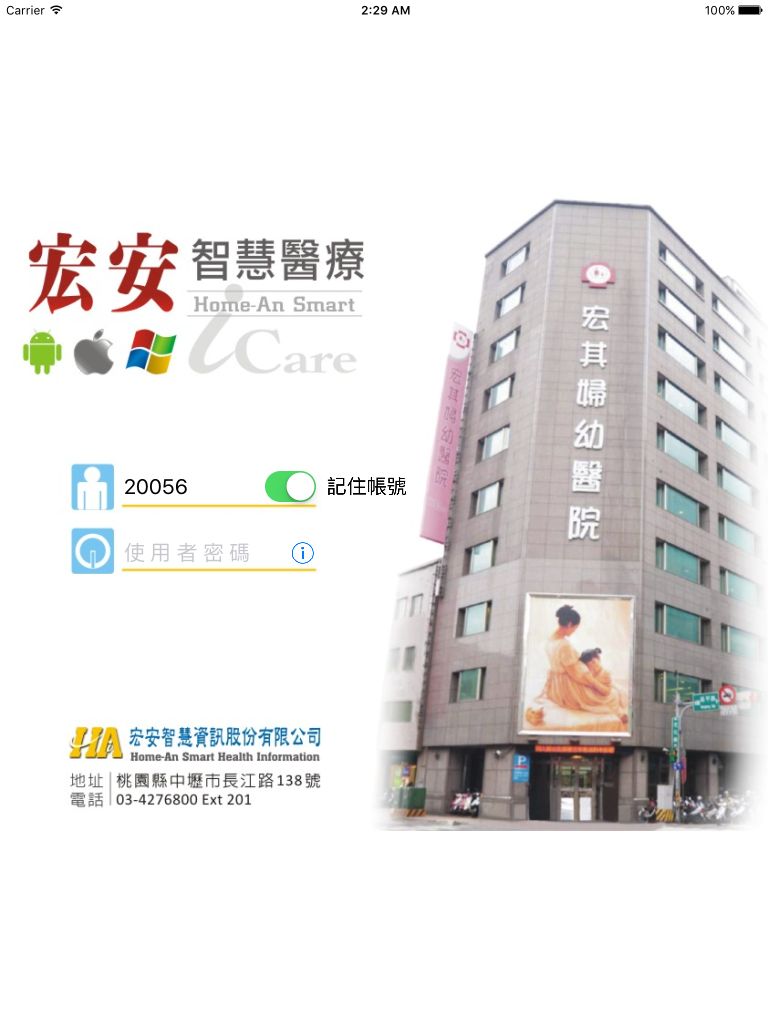 Carrier 2:29 AM 100%
宏安 智慧醫療
Home-An Smart
iCare
20056 記住帳號
使用者密碼
宏其婦幼醫院
宏其婦幼醫院
P
宏安智慧資訊股份有限公司
Home-An Smart Health Information
地址 桃園縣中壢市長江路138號
電話 03-4276800 Ext 201